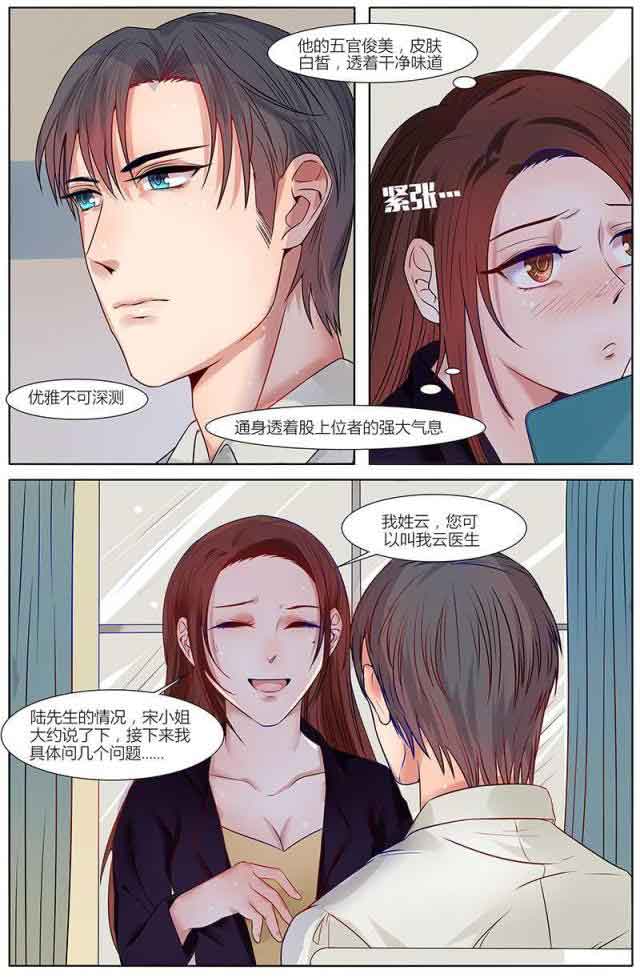 他的五官俊美，皮肤
白皙，透着干净味道
紧张…
优雅不可深测
通身透着股上位者的强大气息
我姓云，您可
以叫我云医生
陆先生的情况，宋小姐
大约说了下，接下来我
具体问几个问题……